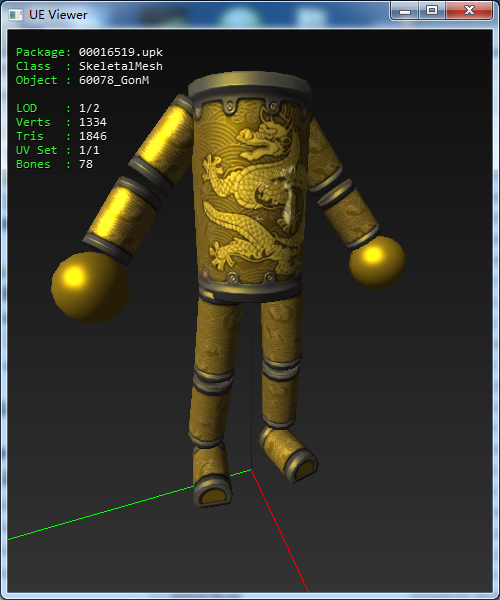 UE Viewer
Package: 00016519.upk
Class : SkeletalMesh
Object : 60078_GonM
LOD : 1/2
Verts : 1334
Tris : 1846
UV Set : 1/1
Bones : 78